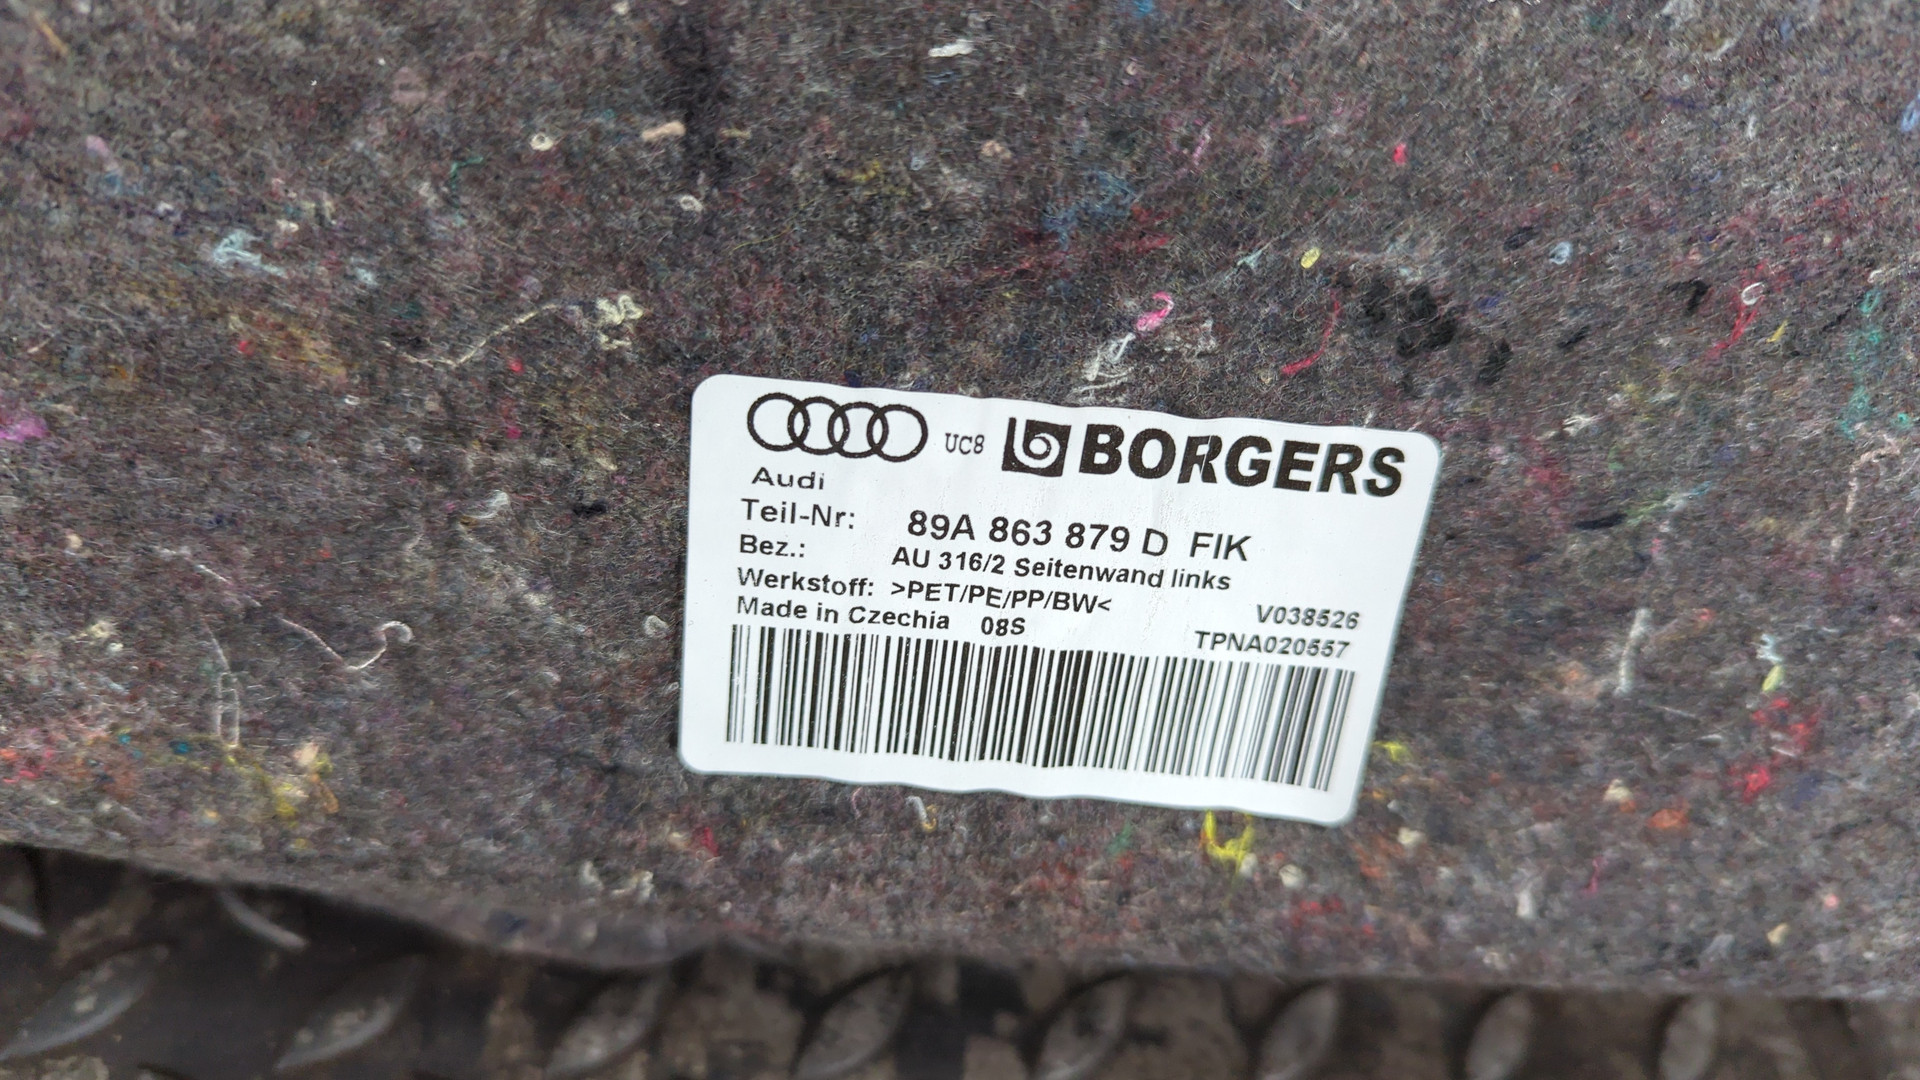 UC8 BORGERS
Audi
Teil-Nr: 89A 863 879 D FIK
Bez.: AU 316/2 Seitenwand links
Werkstoff: >PET/PE/PP/BW<
V038526
Made in Czechia 08S
TPNA020557